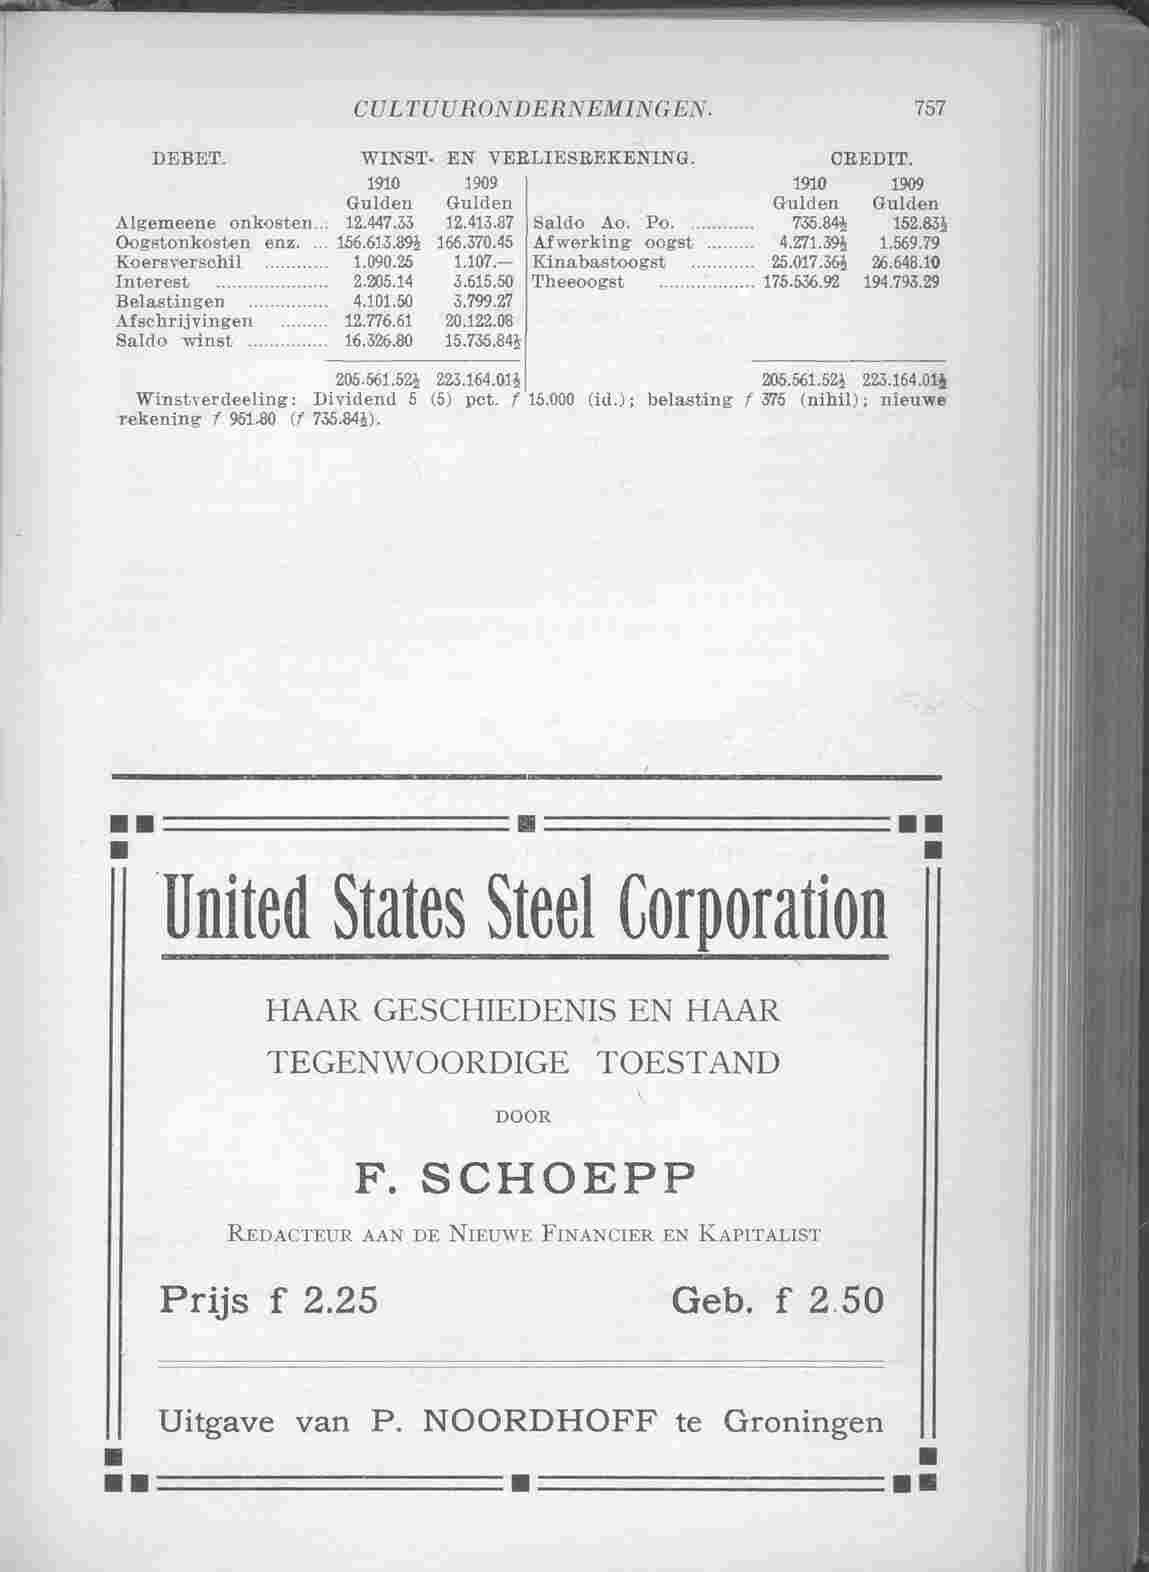 CULTUURONDERNEMINGEN. 757
DEBET. WINST- EN VERLIESREKENING. CREDIT.
1910 1909 1910 1909
Gulden Gulden Gulden Gulden
Algemeene onkosten... 12.447.33 12.413.87 Saldo Ao. Po. ............ 735.84½ 152.83½
Oogstonkosten enz. ... 156.613.89½ 166.370.45 Afwerking oogst ......... 4.271.39½ 1.569.79
Koersverschil ............ 1.090.25 1.107.— Kinabastoogst ............ 25.017.36½ 26.648.10
Interest ..................... 2.205.14 3.615.50 Theeoogst .................. 175.536.92 194.793.29
Belastingen ............... 4.101.50 3.799.27
Afschrijvingen ......... 12.776.61 20.122.08
Saldo winst ............... 16.326.80 15.735.84½
205.561.52½ 223.164.01½ 205.561.52½ 223.164.01½
Winstverdeeling: Dividend 5 (5) pct. f 15.000 (id.); belasting f 375 (nihil); nieuwe
rekening f 951.80 (f 735.84½).
United States Steel Corporation
HAAR GESCHIEDENIS EN HAAR
TEGENWOORDIGE TOESTAND
DOOR
F. SCHOEPP
REDACTEUR AAN DE NIEUWE FINANCIER EN KAPITALIST
Prijs f 2.25 Geb. f 2.50
Uitgave van P. NOORDHOFF te Groningen